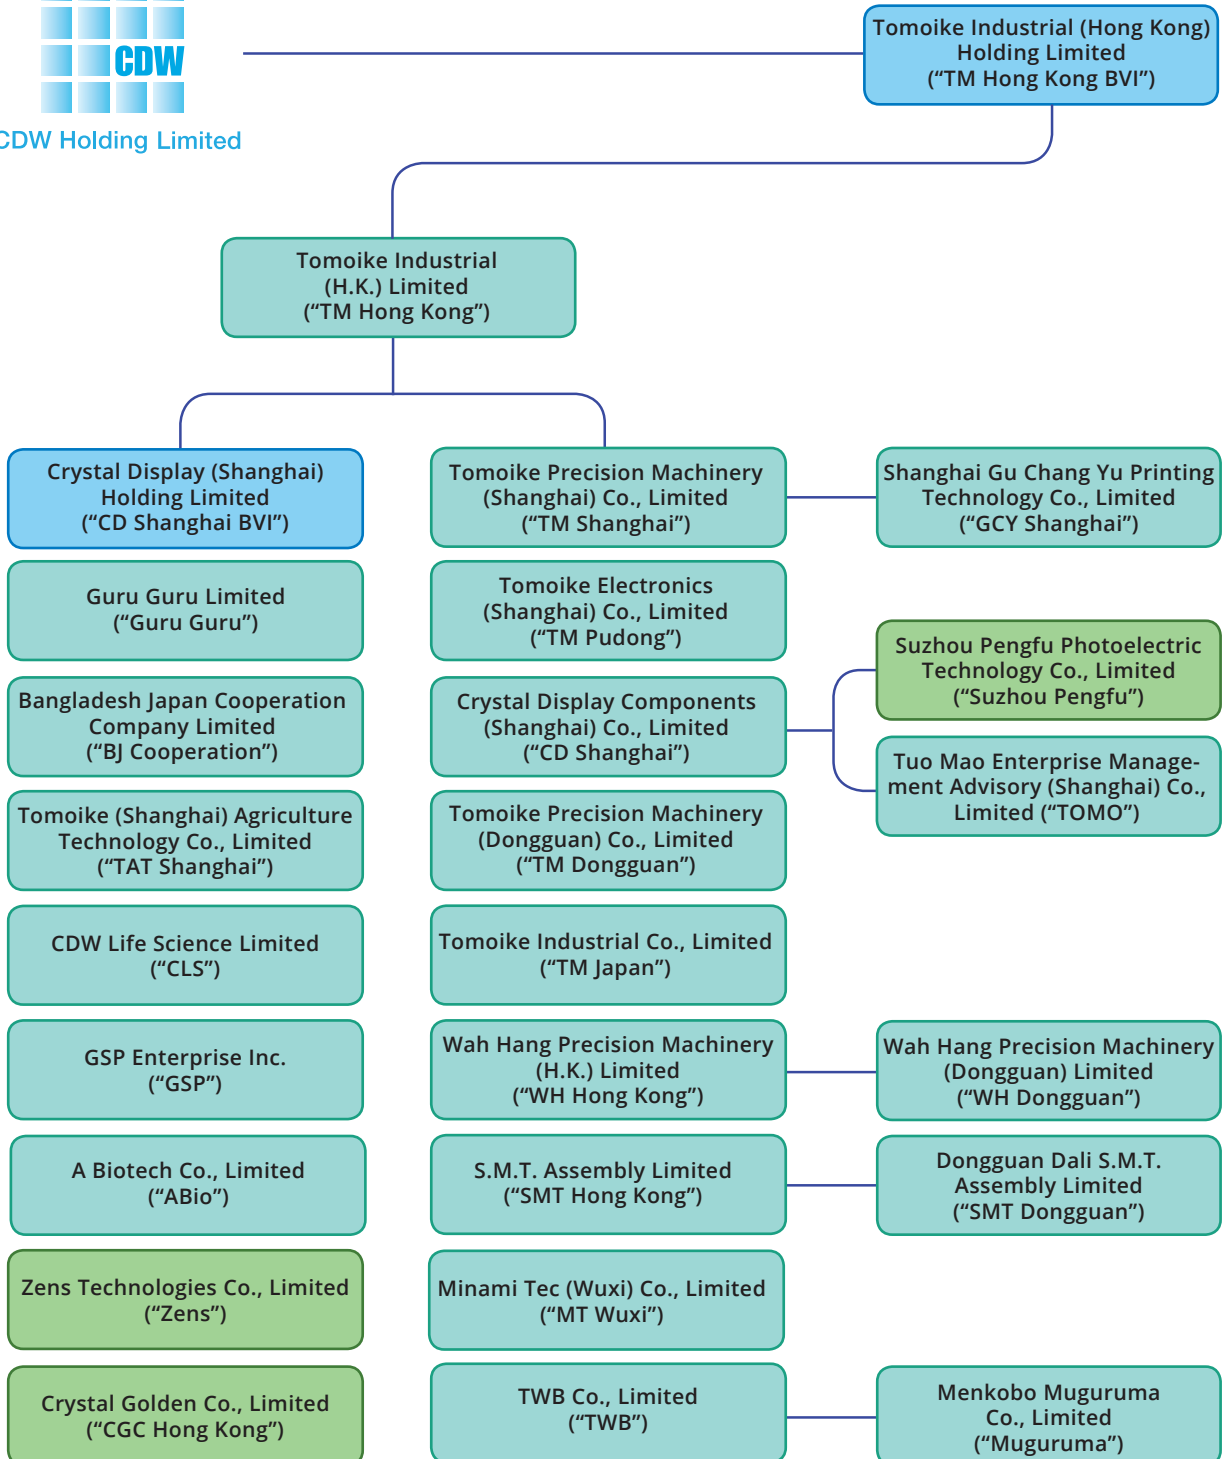 CDW
CDW Holding Limited
Tomoike Industrial (Hong Kong)
Holding Limited
(“TM Hong Kong BVI”)
Tomoike Industrial
(H.K.) Limited
(“TM Hong Kong”)
Crystal Display (Shanghai)
Holding Limited
(“CD Shanghai BVI”)
Guru Guru Limited
(“Guru Guru”)
Bangladesh Japan Cooperation
Company Limited
(“BJ Cooperation”)
Tomoike (Shanghai) Agriculture
Technology Co., Limited
(“TAT Shanghai”)
CDW Life Science Limited
(“CLS”)
GSP Enterprise Inc.
(“GSP”)
A Biotech Co., Limited
(“ABio”)
Zens Technologies Co., Limited
(“Zens”)
Crystal Golden Co., Limited
(“CGC Hong Kong”)
Tomoike Precision Machinery
(Shanghai) Co., Limited
(“TM Shanghai”)
Tomoike Electronics
(Shanghai) Co., Limited
(“TM Pudong”)
Crystal Display Components
(Shanghai) Co., Limited
(“CD Shanghai”)
Tomoike Precision Machinery
(Dongguan) Co., Limited
(“TM Dongguan”)
Tomoike Industrial Co., Limited
(“TM Japan”)
Wah Hang Precision Machinery
(H.K.) Limited
(“WH Hong Kong”)
S.M.T. Assembly Limited
(“SMT Hong Kong”)
Minami Tec (Wuxi) Co., Limited
(“MT Wuxi”)
TWB Co., Limited
(“TWB”)
Shanghai Gu Chang Yu Printing
Technology Co., Limited
(“GCY Shanghai”)
Suzhou Pengfu Photoelectric
Technology Co., Limited
(“Suzhou Pengfu”)
Tuo Mao Enterprise Manage-
ment Advisory (Shanghai) Co.,
Limited (“TOMO”)
Wah Hang Precision Machinery
(Dongguan) Limited
(“WH Dongguan”)
Dongguan Dali S.M.T.
Assembly Limited
(“SMT Dongguan”)
Menkobo Muguruma
Co., Limited
(“Muguruma”)